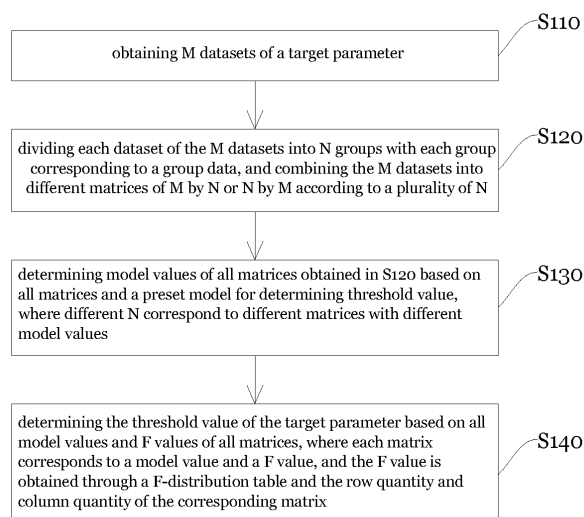 S110
obtaining M datasets of a target parameter
S120
dividing each dataset of the M datasets into N groups with each group
corresponding to a group data, and combining the M datasets into
different matrices of M by N or N by M according to a plurality of N
S130
determining model values of all matrices obtained in S120 based on
all matrices and a preset model for determining threshold value,
where different N correspond to different matrices with different
model values
S140
determining the threshold value of the target parameter based on all
model values and F values of all matrices, where each matrix
corresponds to a model value and a F value, and the F value is
obtained through a F-distribution table and the row quantity and
column quantity of the corresponding matrix